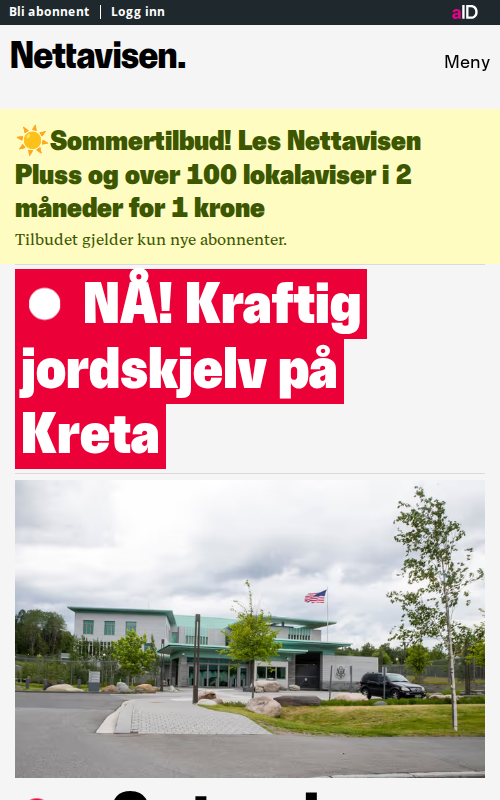 Bli abonnent | Logg inn
aID
Nettavisen.
Meny
☀️Sommertilbud! Les Nettavisen
Pluss og over 100 lokalaviser i 2
måneder for 1 krone
Tilbudet gjelder kun nye abonnenter.
NÅ! Kraftig
jordskjelv på
Kreta